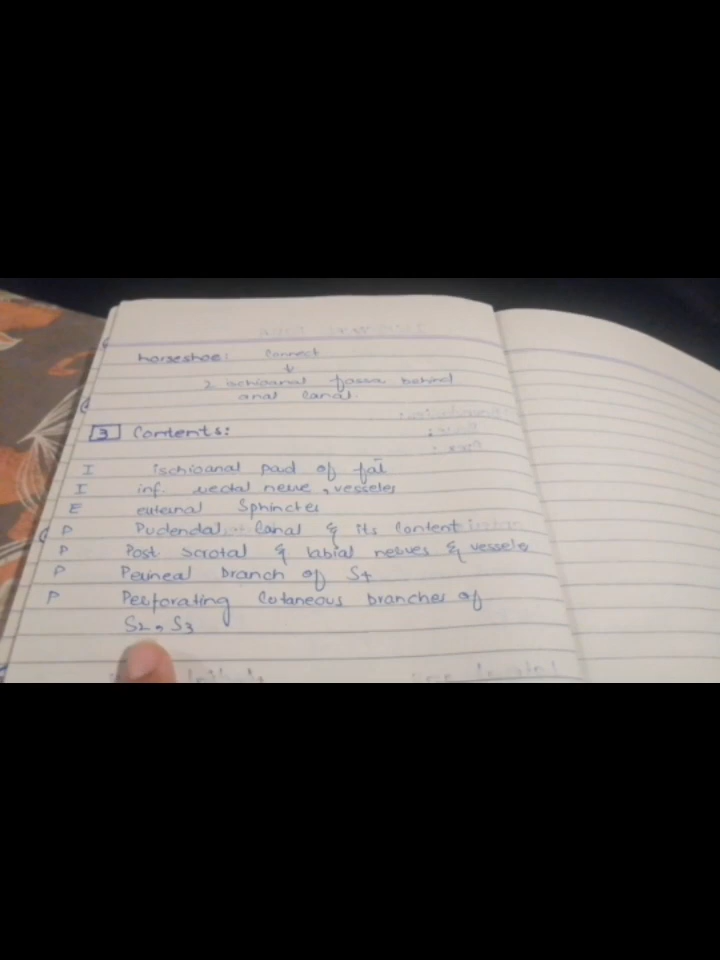 horseshoe: Connect
↓
2 ischioanal fossa behind
anal canal.
3 Contents:
I ischioanal pad of fat
I inf. rectal nerve, vesseles
E external Sphincter
P Pudendal Canal & its Content
P Post. scrotal & labial nerves & vessels
P Perineal branch of S4
P Perforating Cutaneous branches of
S2, S3